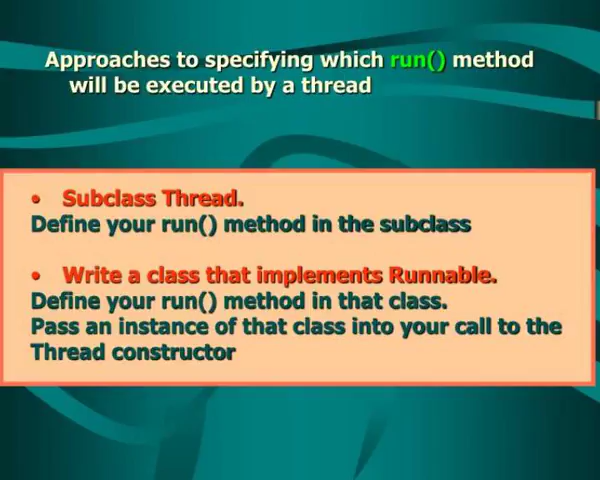 Approaches to specifying which run() method
will be executed by a thread
• Subclass Thread.
Define your run() method in the subclass
• Write a class that implements Runnable.
Define your run() method in that class.
Pass an instance of that class into your call to the
Thread constructor